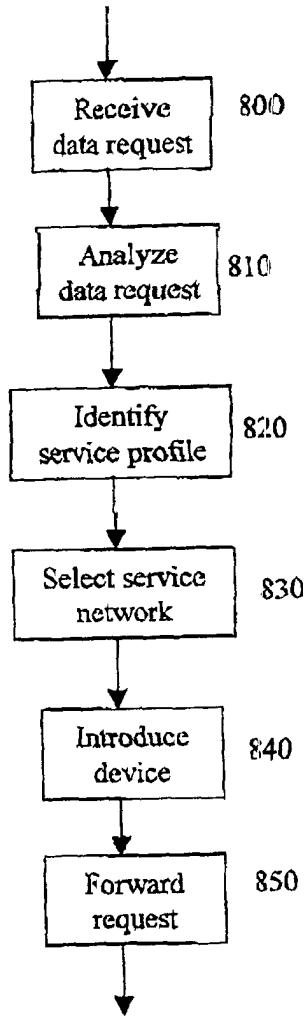 Receive
data request
800
Analyze
data request
810
Identify
service profile
820
Select service
network
830
Introduce
device
840
Forward
request
850